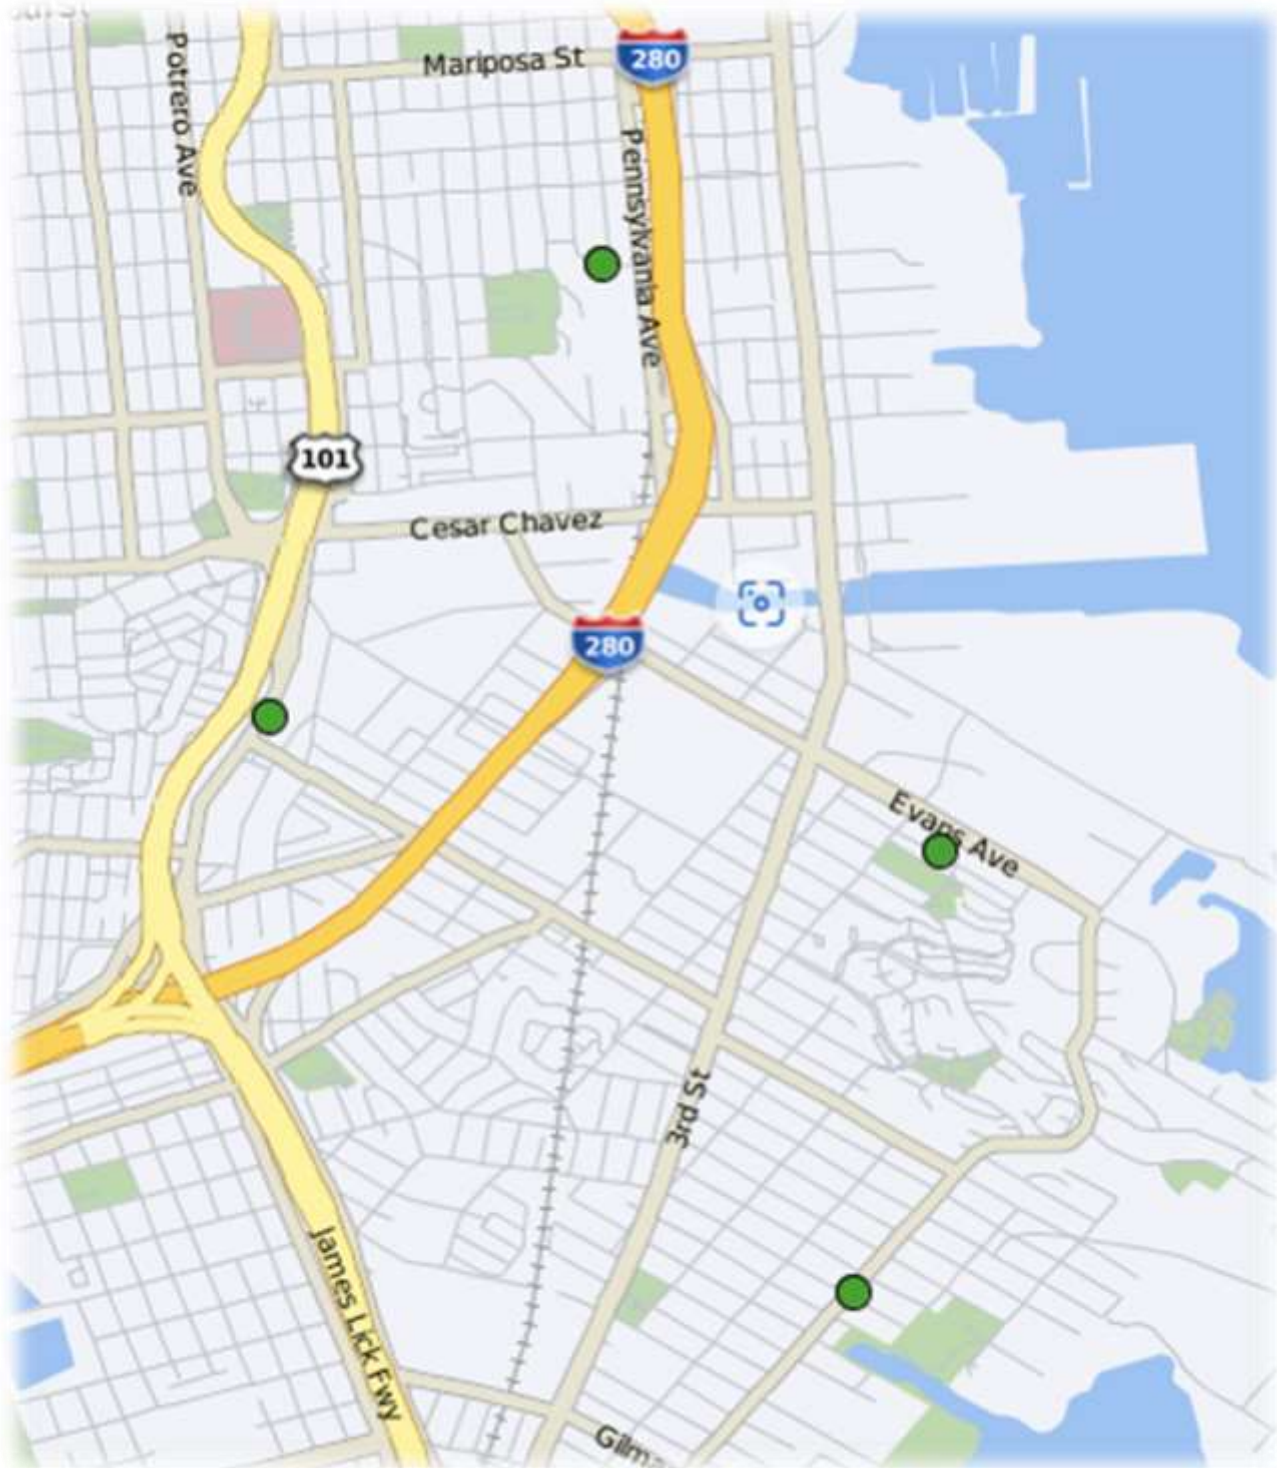 280
Mariposa St
Potrero Ave
Pennsylvania Ave
101
Cesar Chavez
280
Evans Ave
3rd St
James Lick Fwy